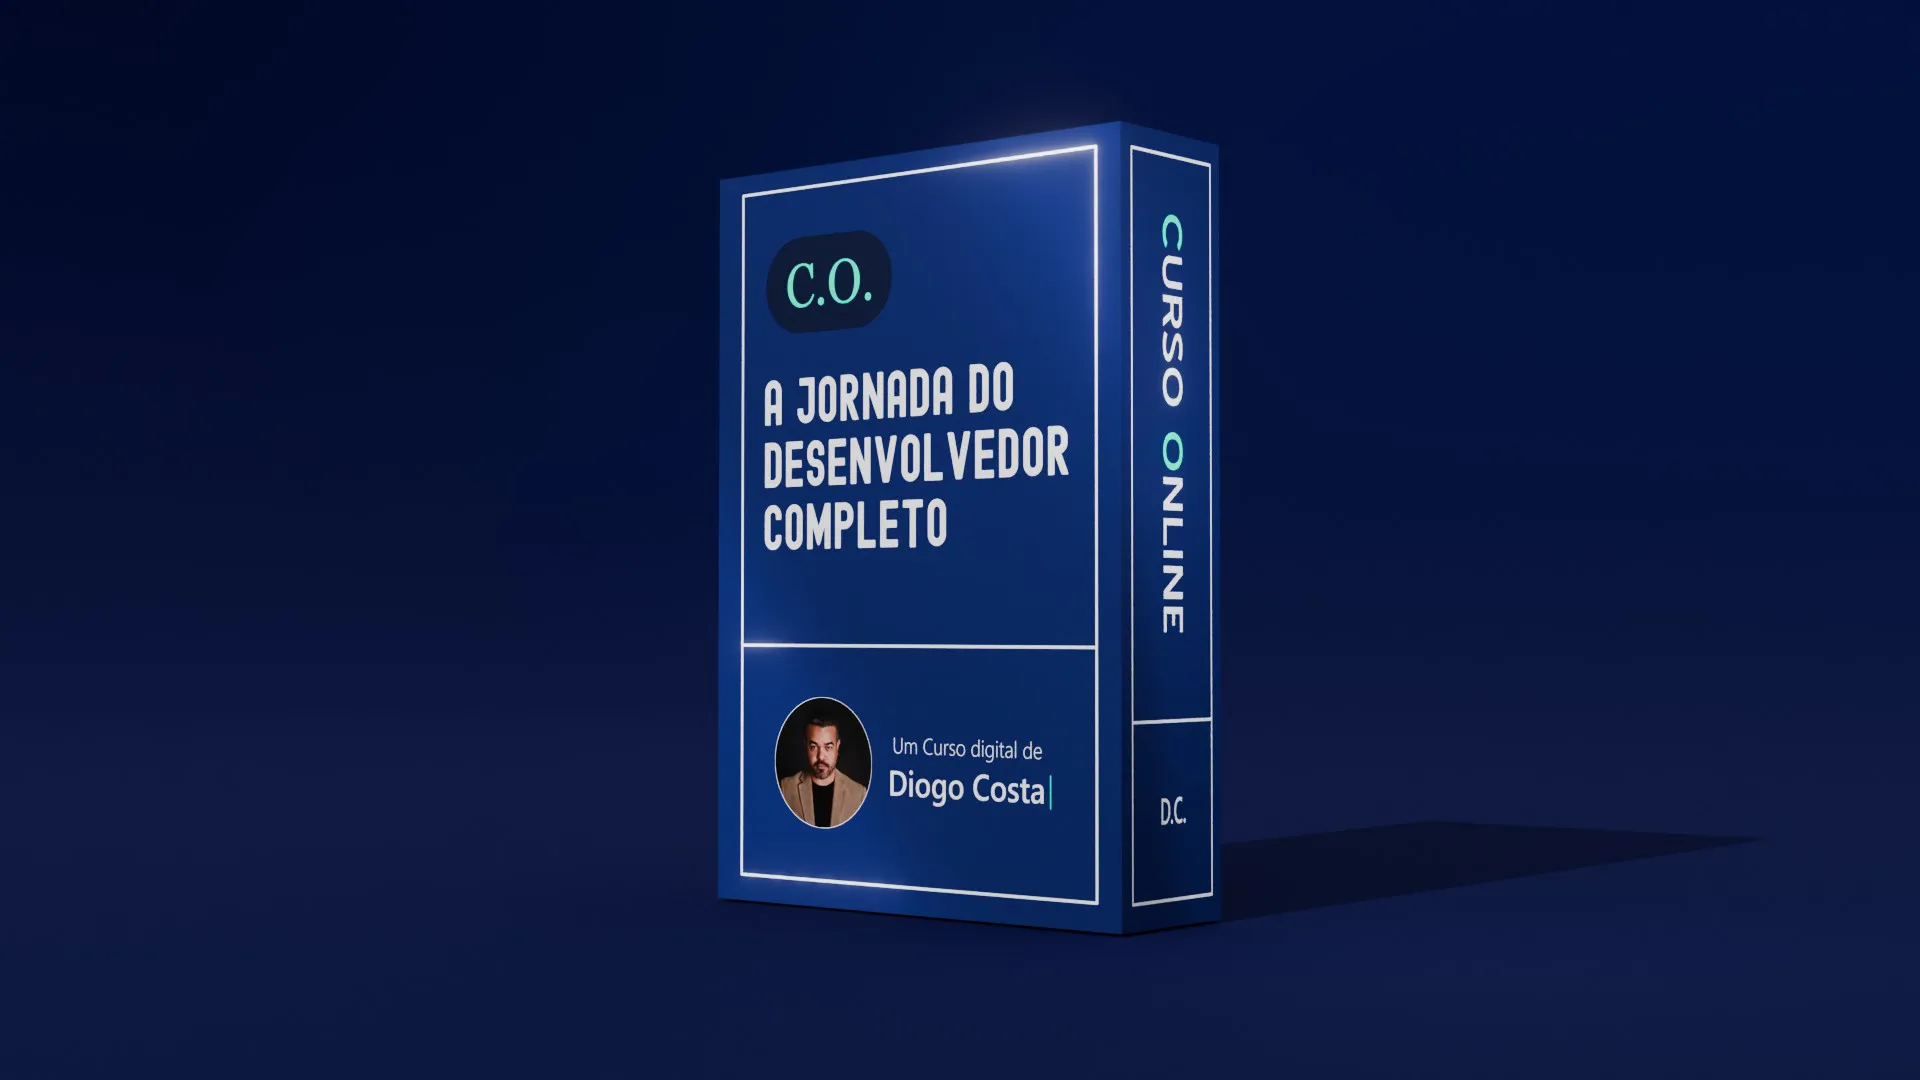 C.O.
A JORNADA DO
DESENVOLVEDOR
COMPLETO
Um Curso digital de
Diogo Costa
CURSO ONLINE
D.C.